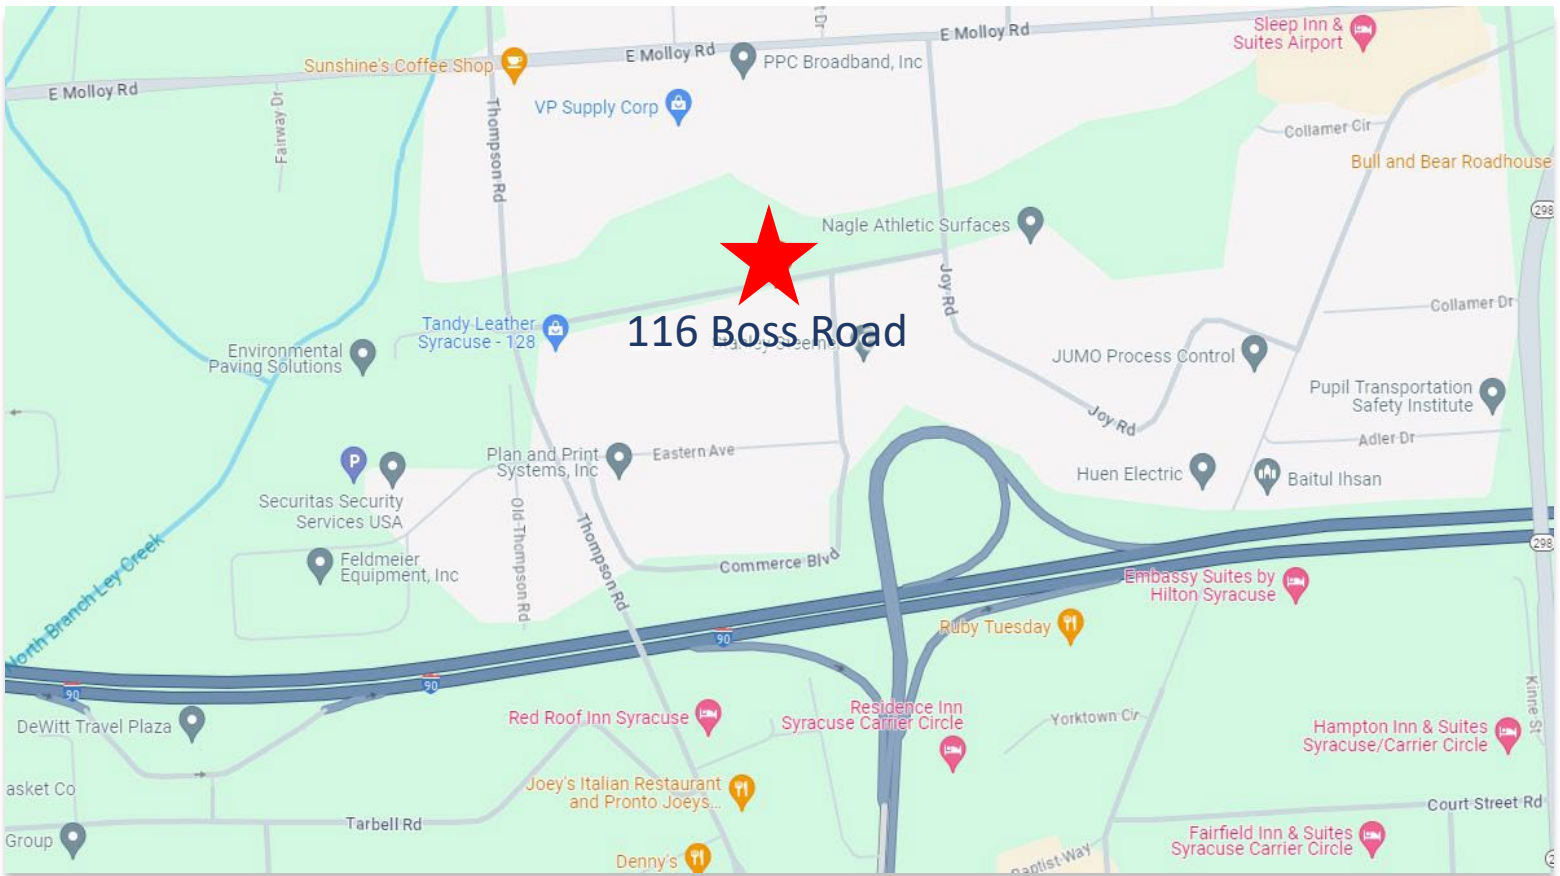 t Dr
Sleep Inn &
Suites Airport
E Molloy Rd
E Molloy Rd
Sunshine's Coffee Shop
PPC Broadband, Inc
E Molloy Rd
VP Supply Corp
Fairway Dr
Thompson Rd
Collamer Cir
Bull and Bear Roadhouse
298
Nagle Athletic Surfaces
Joy Rd
Collamer Dr
Tandy Leather
Syracuse - 128
116 Boss Road
Stanley Steemer
Environmental
Paving Solutions
JUMO Process Control
Pupil Transportation
Safety Institute
Joy Rd
Adler Dr
Plan and Print
Systems, Inc
Eastern Ave
P
Huen Electric
Baitul Ihsan
Securitas Security
Services USA
Old Thompson Rd
Thompson Rd
298
Feldmeier
Equipment, Inc
Commerce Blvd
North Branch Ley Creek
Embassy Suites by
Hilton Syracuse
Ruby Tuesday
90
90
90
DeWitt Travel Plaza
Red Roof Inn Syracuse
Residence Inn
Syracuse Carrier Circle
Yorktown Cir
Kinne St
Hampton Inn & Suites
Syracuse/Carrier Circle
asket Co
Joey's Italian Restaurant
and Pronto Joeys...
Court Street Rd
Tarbell Rd
Group
Fairfield Inn & Suites
Syracuse Carrier Circle
Denny's
Baptist Way
2